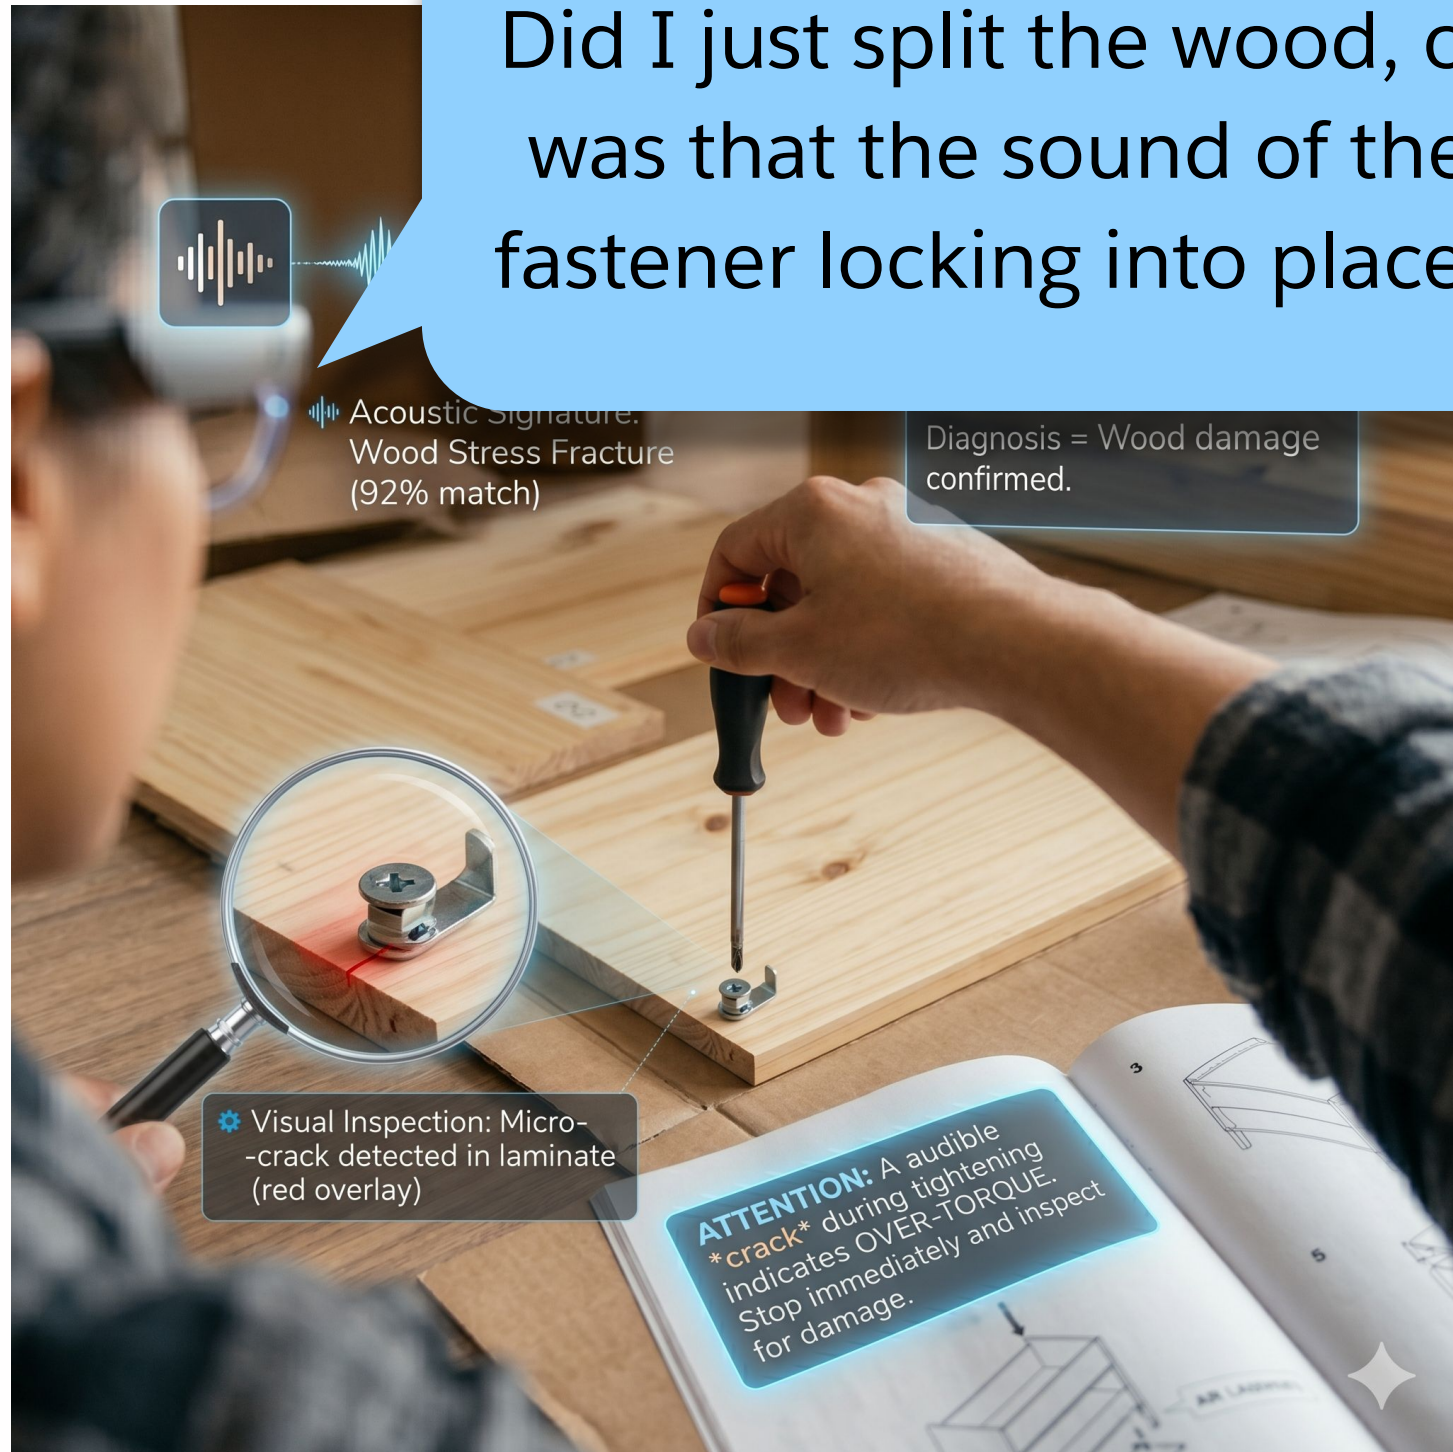 Did I just split the wood,
was that the sound of the
fastener locking into place
Acoustic Signature:
Wood Stress Fracture
(92% match)
Diagnosis = Wood damage
confirmed.
Visual Inspection: Micro-
-crack detected in laminate
(red overlay)
ATTENTION: A audible
*crack* during tightening
indicates OVER-TORQUE.
Stop immediately and inspect
for damage.
3
5